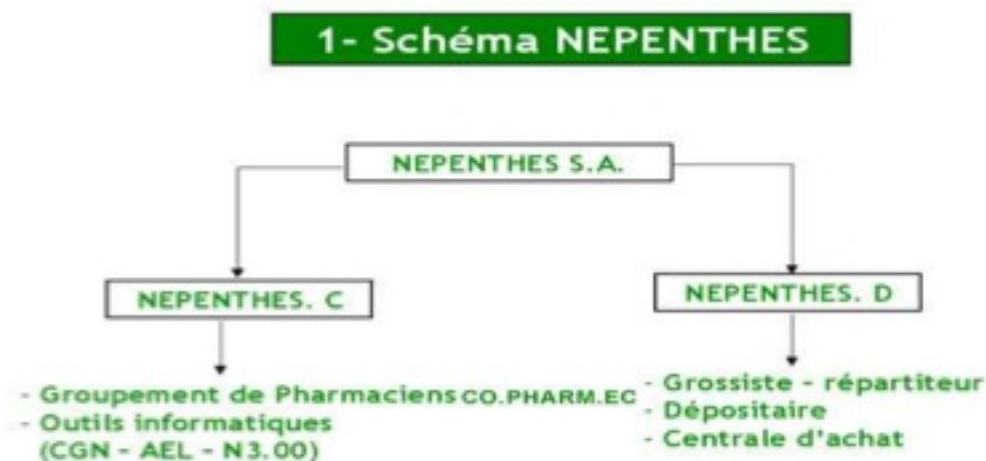 1- Schéma NEPENTHES
NEPENTHES S.A.
NEPENTHES. C
NEPENTHES. D
- Groupement de Pharmaciens CO.PHARM.EC
- Outils informatiques
(CGN - AEL - N3.00)
- Grossiste - répartiteur
- Dépositaire
- Centrale d'achat